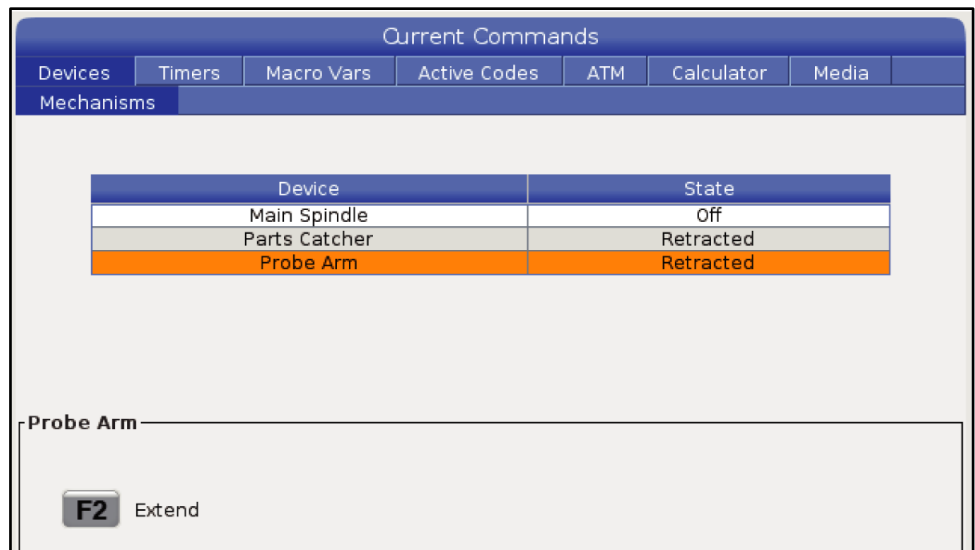 Current Commands
Devices Timers Macro Vars Active Codes ATM Calculator Media
Mechanisms
Device State
Main Spindle Off
Parts Catcher Retracted
Probe Arm Retracted
Probe Arm
F2 Extend